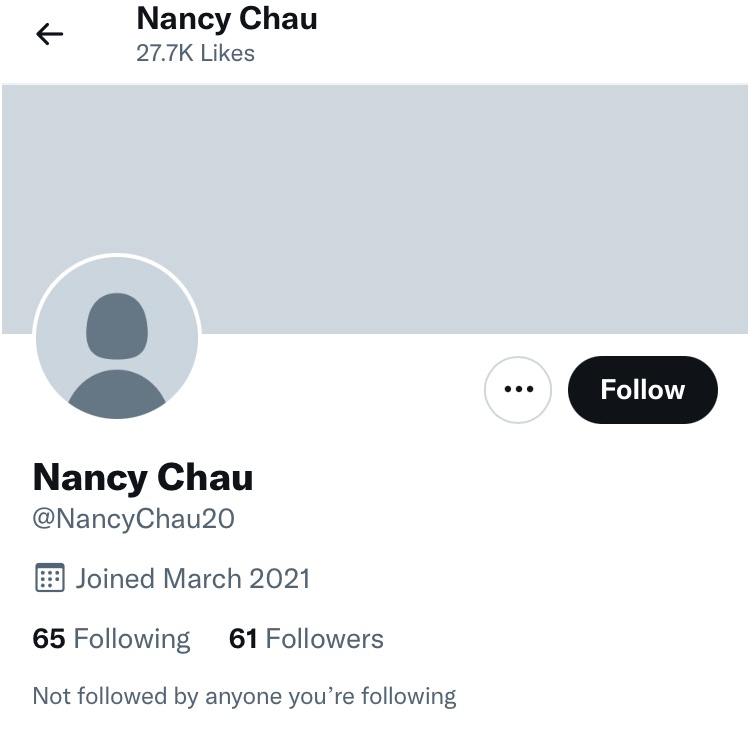 Nancy Chau
27.7K Likes
Follow
Nancy Chau
@NancyChau20
Joined March 2021
65 Following 61 Followers
Not followed by anyone you’re following